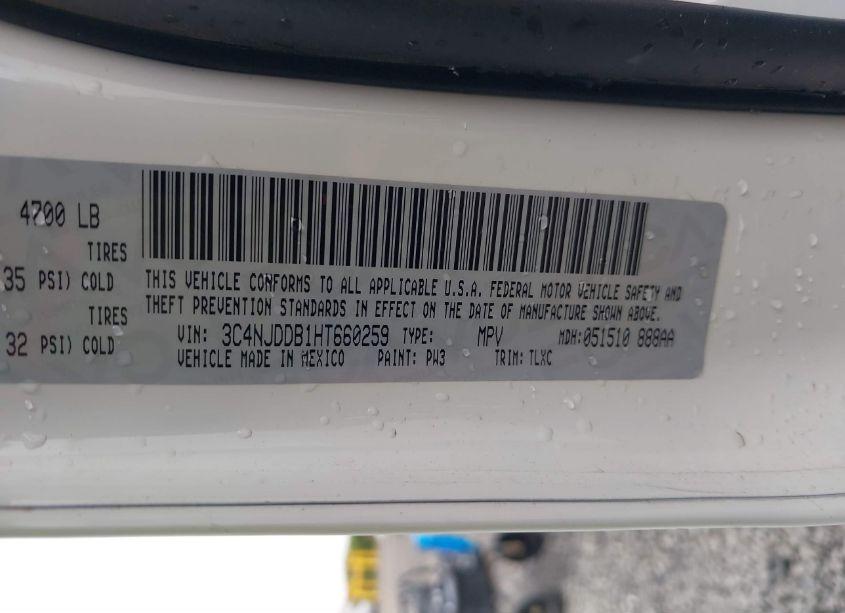 4700 LB
TIRES
35 PSI) COLD
TIRES
32 PSI) COLD
THIS VEHICLE CONFORMS TO ALL APPLICABLE U.S.A. FEDERAL MOTOR VEHICLE SAFETY AND
THEFT PREVENTION STANDARDS IN EFFECT ON THE DATE OF MANUFACTURE SHOWN ABOVE.
VIN: 3C4NJDDB1HT660259 TYPE: MPV MDH:051510 888AA
VEHICLE MADE IN MEXICO PAINT: PW3 TRIM: TLXC